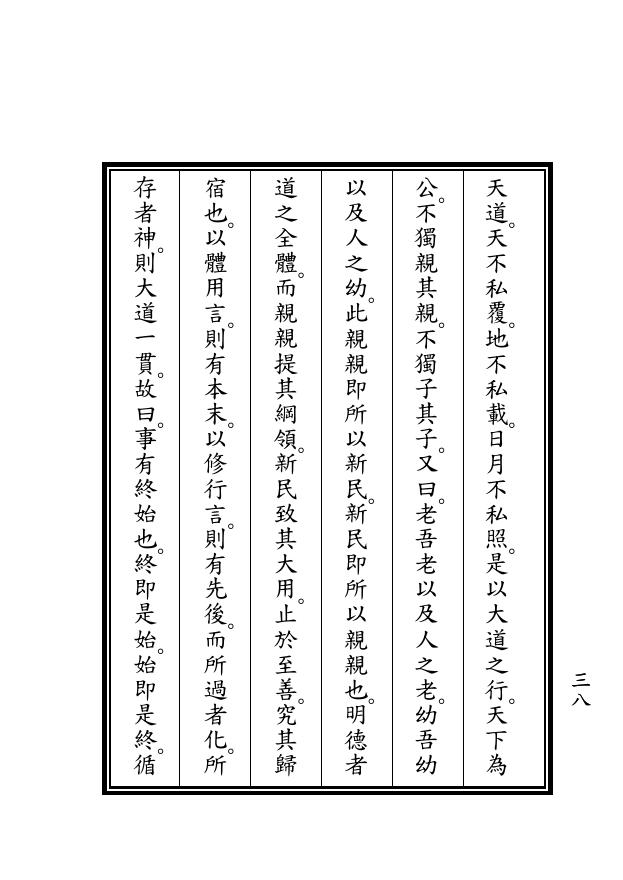 天道。天不私覆。地不私載。日月不私照。是以大道之行。天下為
公。不獨親其親。不獨子其子。又曰。老吾老以及人之老。幼吾幼
以及人之幼。此親親即所以新民。新民即所以親親也。明德者
道之全體。而親親提其綱領。新民致其大用。止於至善。究其歸
宿也。以體用言。則有本末。以修行言。則有先後。而所過者化。所
存者神。則大道一貫。故曰。事有終始也。終即是始。始即是終。循
三八